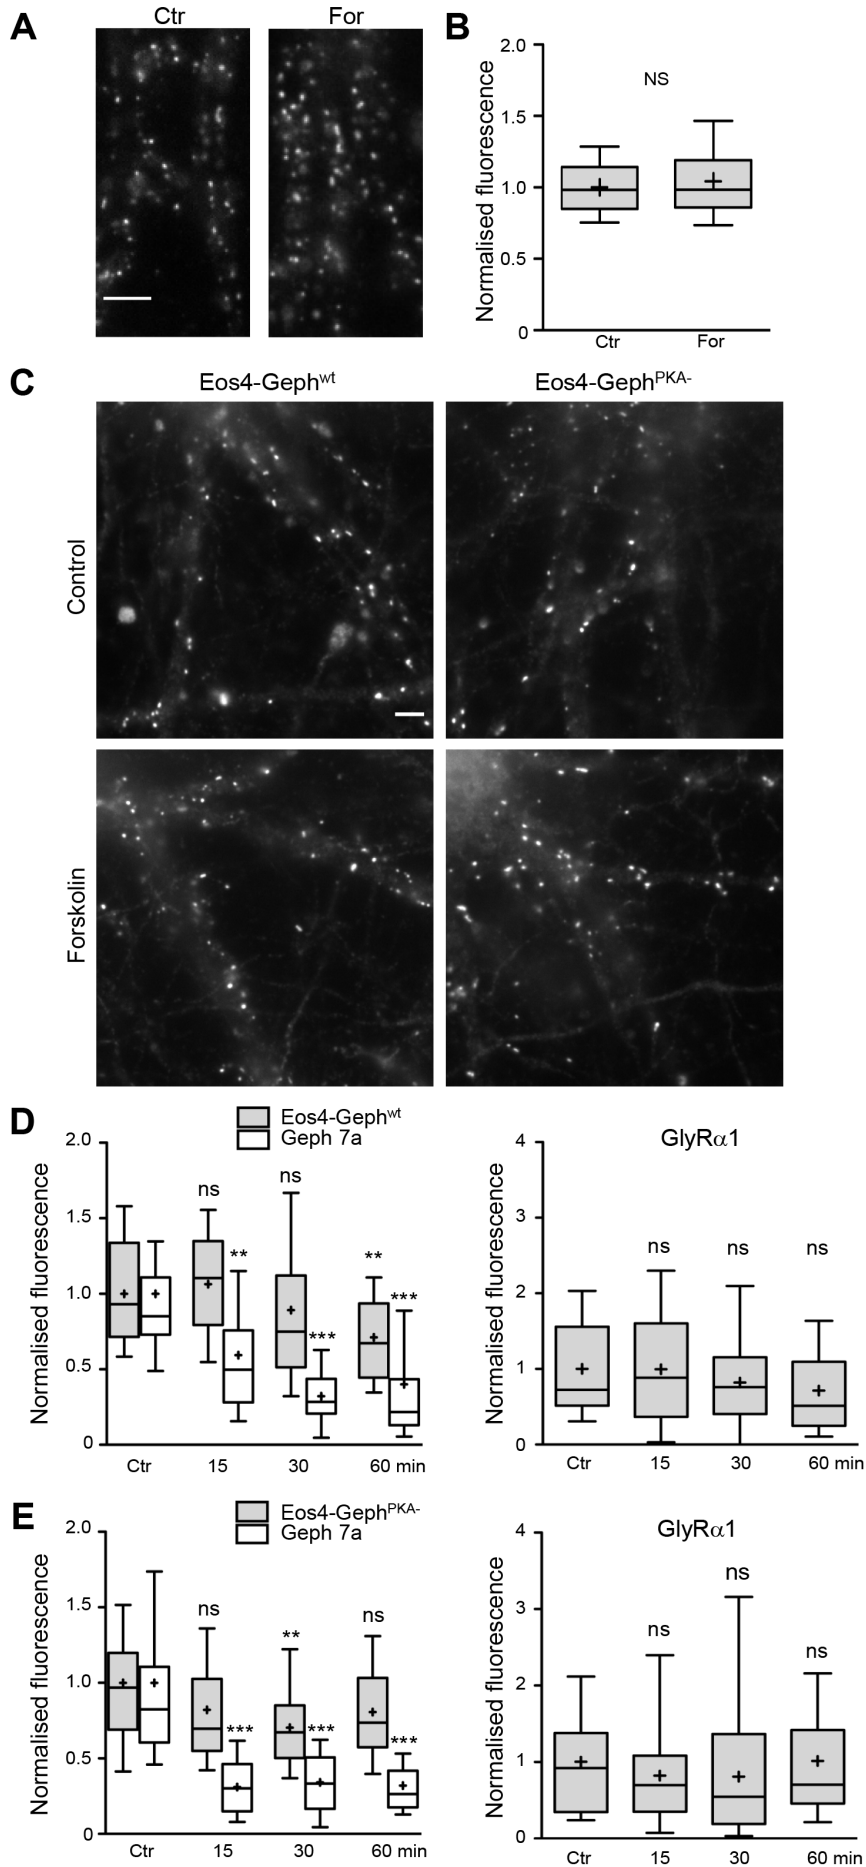 A
Ctr
For
B
Normalised fluorescence
2.0
1.5
1.0
0.5
0
NS
Ctr
For
C
Eos4-Geph^wt
Eos4-Geph^PKA-
Control
Forskolin
D
Eos4-Geph^wt
Geph 7a
Normalised fluorescence
2.0
1.5
1.0
0.5
0
ns
**
ns
***
**
***
Ctr
15
30
60 min
GlyRα1
Normalised fluorescence
4
3
2
1
0
ns
ns
ns
Ctr
15
30
60 min
E
Eos4-Geph^PKA-
Geph 7a
Normalised fluorescence
2.0
1.5
1.0
0.5
0
ns
***
**
***
ns
***
Ctr
15
30
60 min
GlyRα1
Normalised fluorescence
4
3
2
1
0
ns
ns
ns
Ctr
15
30
60 min